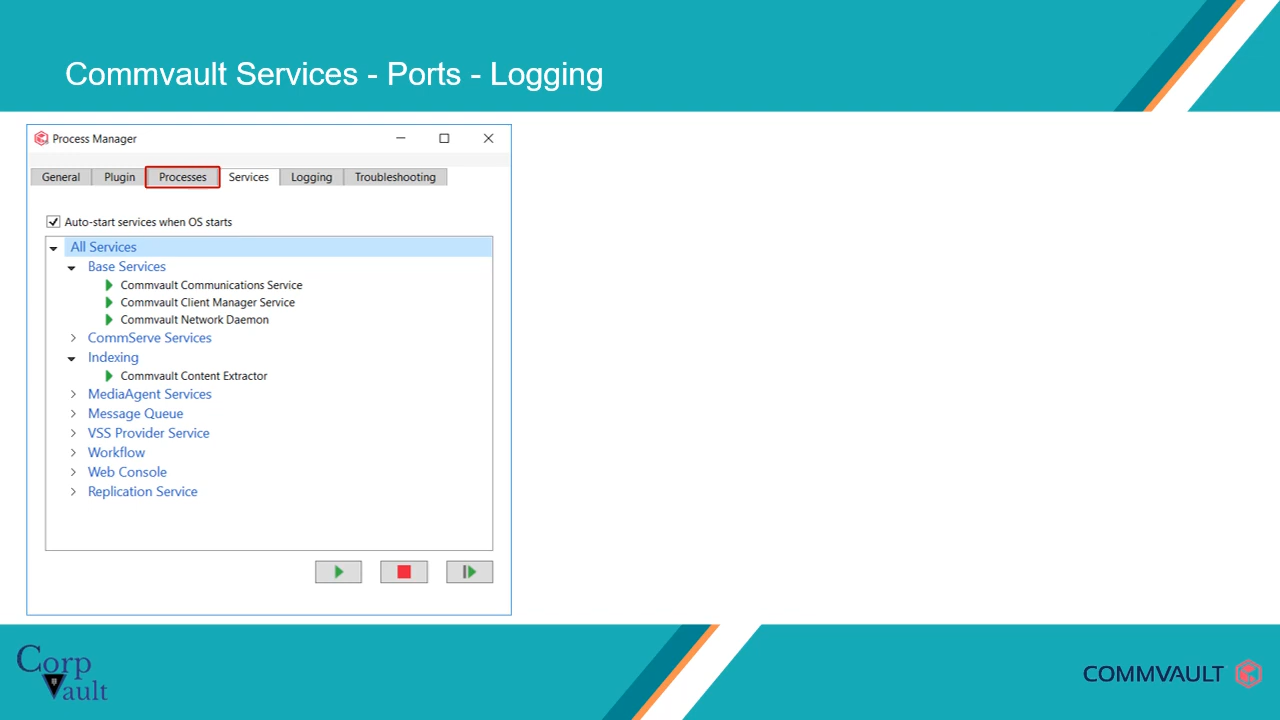 Commvault Services - Ports - Logging
Process Manager
General Plugin Processes Services Logging Troubleshooting
Auto-start services when OS starts
All Services
Base Services
Commvault Communications Service
Commvault Client Manager Service
Commvault Network Daemon
CommServe Services
Indexing
Commvault Content Extractor
MediaAgent Services
Message Queue
VSS Provider Service
Workflow
Web Console
Replication Service
Corp
Vault
COMMVAULT